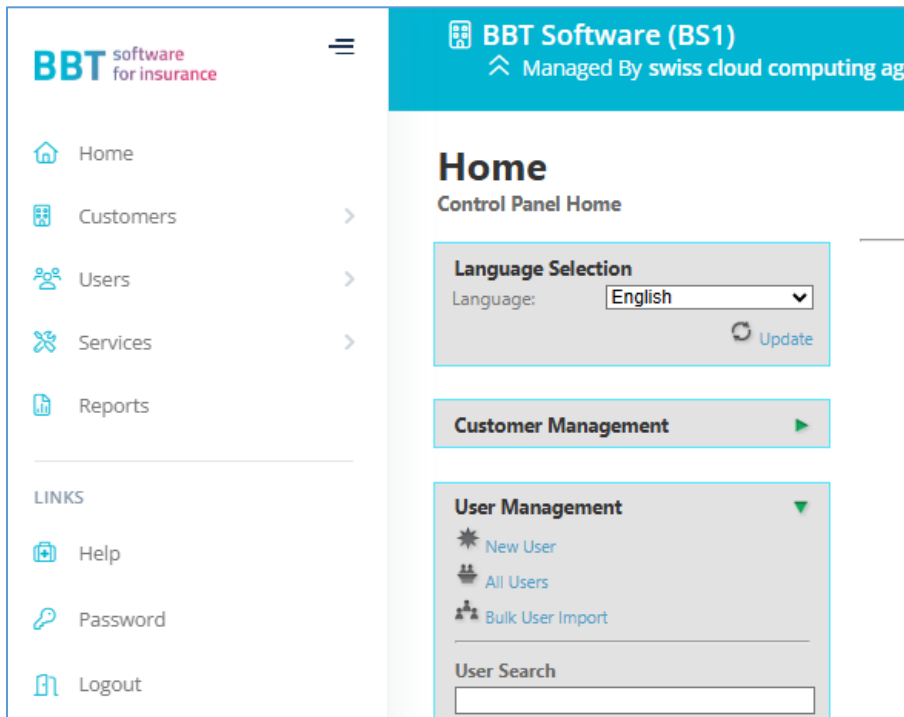 BBT software
for insurance
Home
Customers
Users
Services
Reports
LINKS
Help
Password
Logout
BBT Software (BS1)
Managed By swiss cloud computing ag
Home
Control Panel Home
Language Selection
Language: English
Update
Customer Management
User Management
New User
All Users
Bulk User Import
User Search